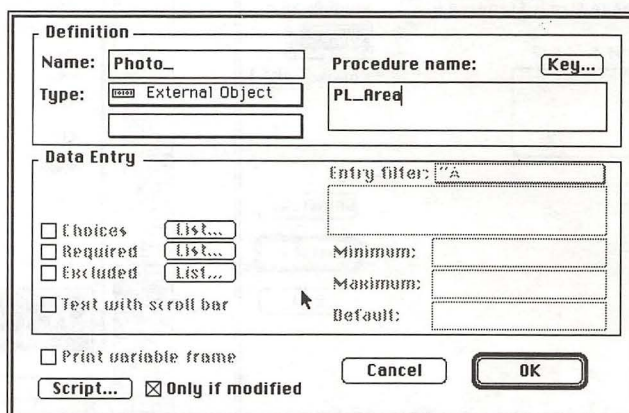 Definition
Name: Photo_
Procedure name: Key...
Type: External Object
PL_Area
Data Entry
Entry filter: ~A
Choices List...
Required List...
Excluded List...
Minimum:
Maximum:
Text with scroll bar
Default:
Print variable frame
Cancel OK
Script... Only if modified